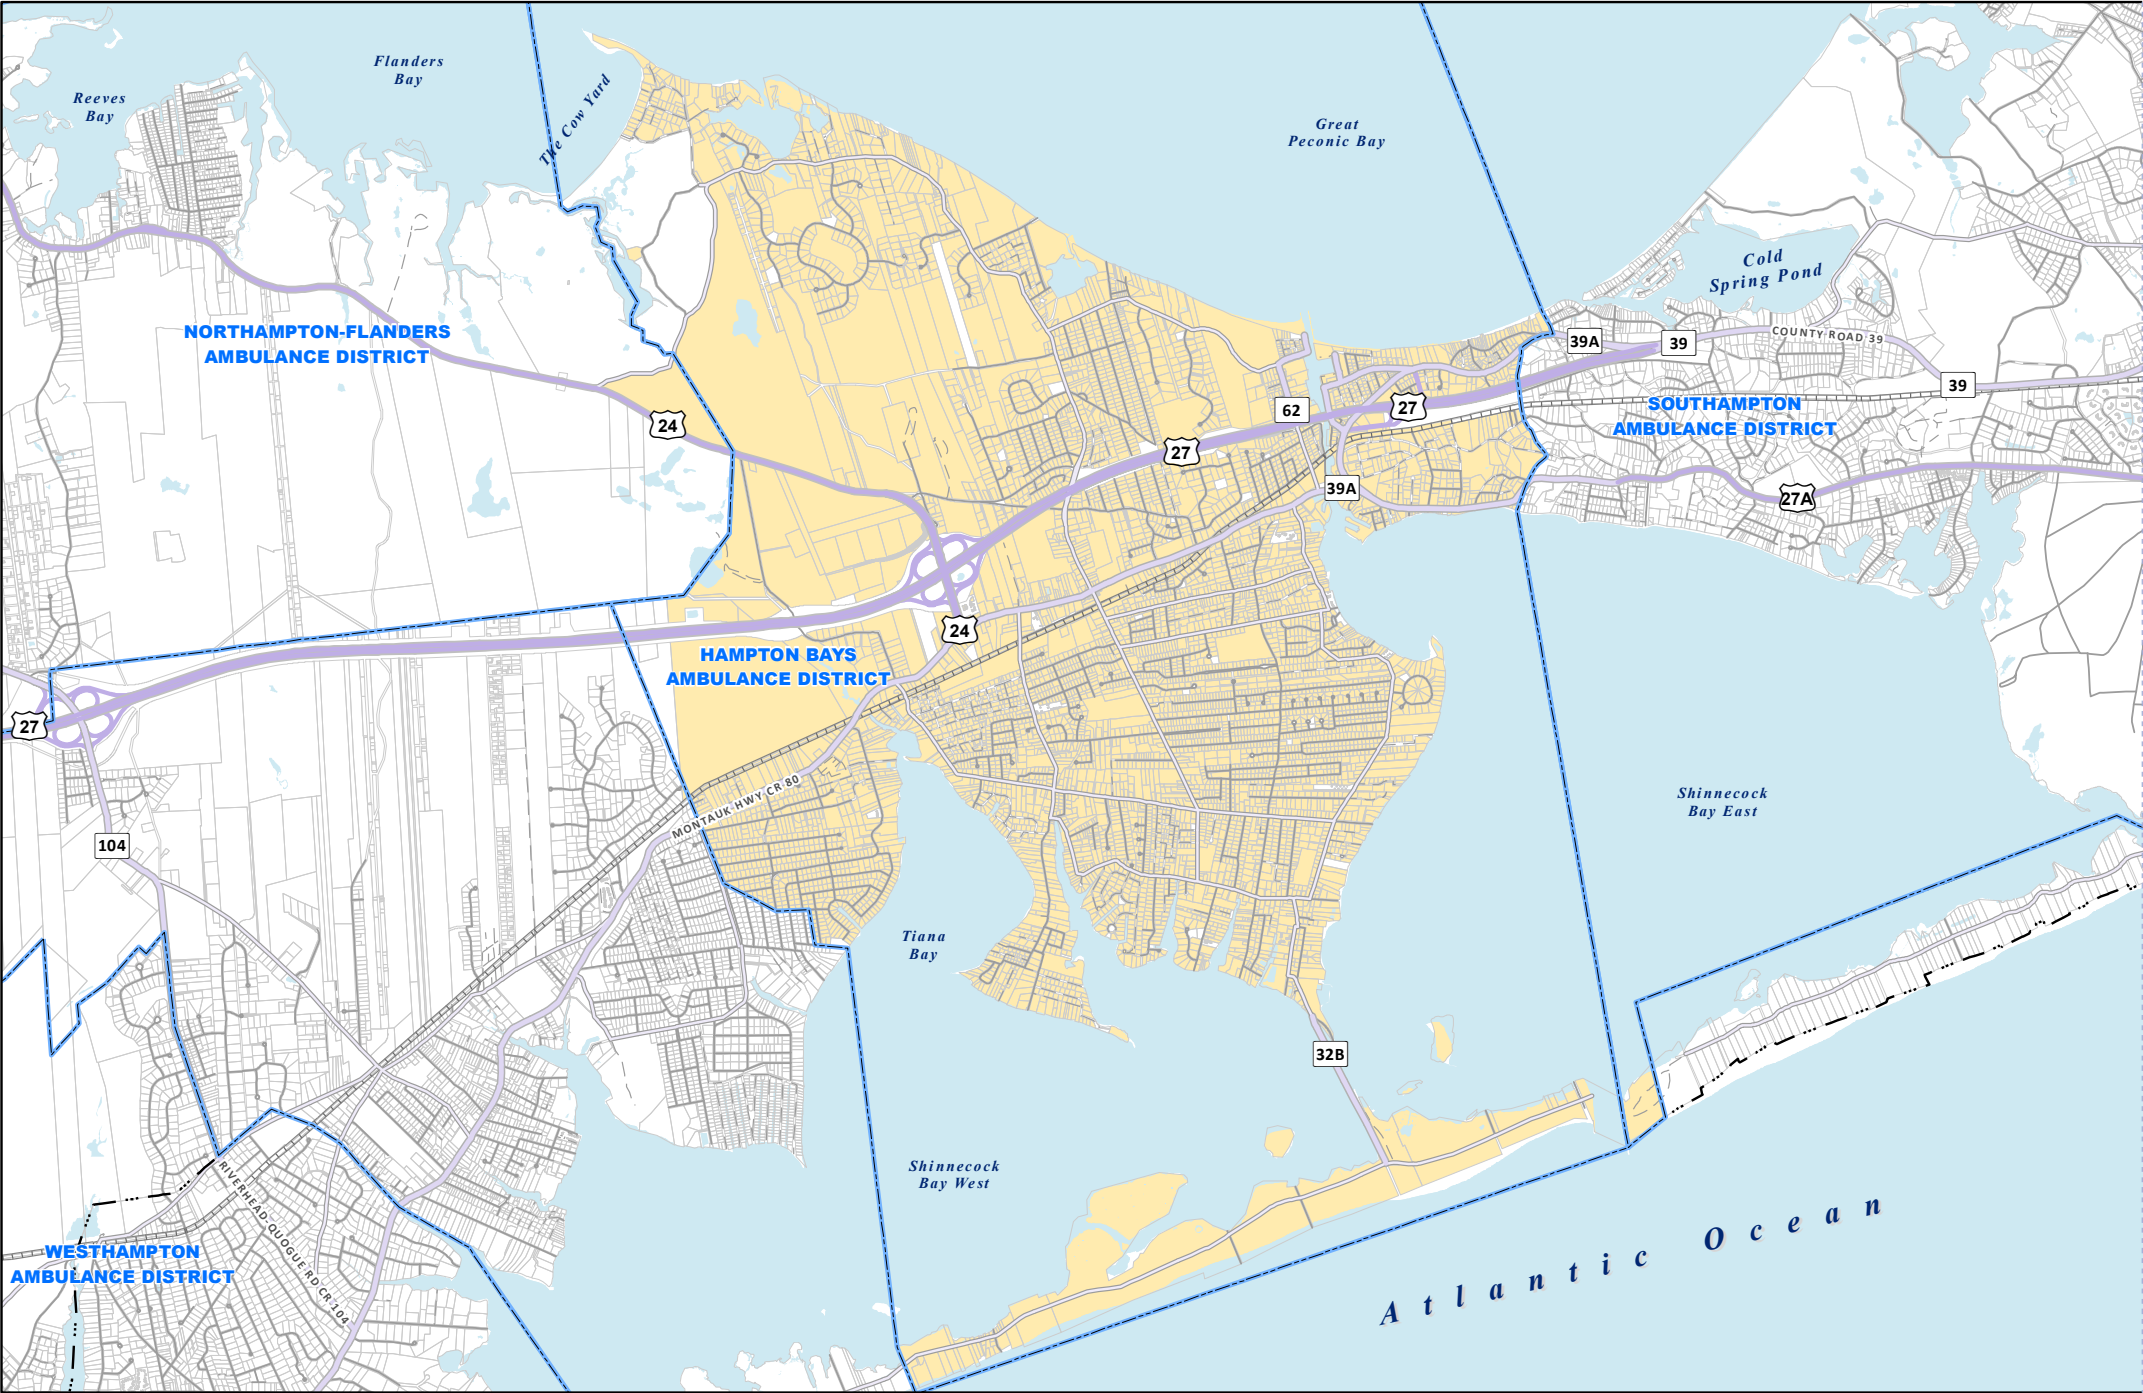 Flanders
Bay
Reeves
Bay
The Cow Yard
Great
Peconic Bay
Cold
Spring Pond
NORTHAMPTON-FLANDERS
AMBULANCE DISTRICT
39A
39
COUNTY ROAD 39
39
24
62
27
27
SOUTHAMPTON
AMBULANCE DISTRICT
39A
27A
24
HAMPTON BAYS
AMBULANCE DISTRICT
27
MONTAUK HWY CR 80
104
Shinnecock
Bay East
Tiana
Bay
32B
Shinnecock
Bay West
RIVERHEAD-QUOGUE RD CR 104
WESTHAMPTON
AMBULANCE DISTRICT
Atlantic Ocean